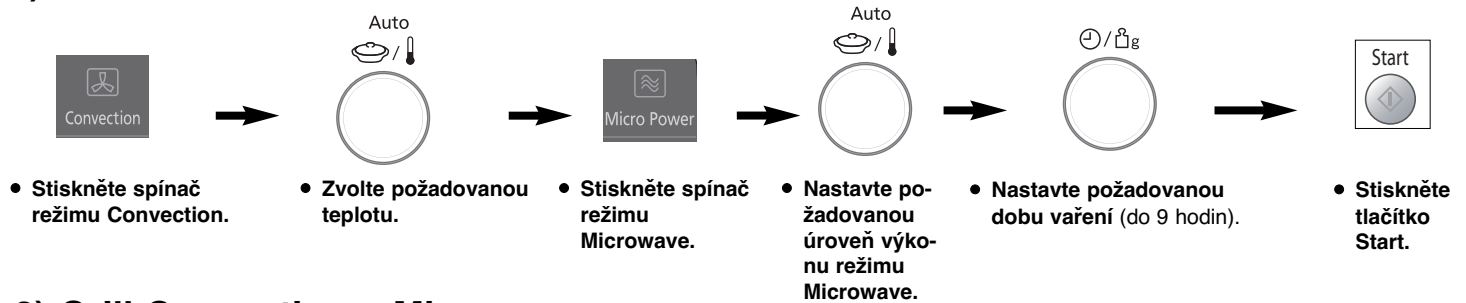 Auto
Auto
g
Start
Convection
Micro Power
• Stiskněte spínač
režimu Convection.
• Zvolte požadovanou
teplotu.
• Stiskněte spínač
režimu
Microwave.
• Nastavte po-
žadovanou
úroveň výko-
nu režimu
Microwave.
• Nastavte požadovanou
dobu vaření (do 9 hodin).
• Stiskněte
tlačítko
Start.